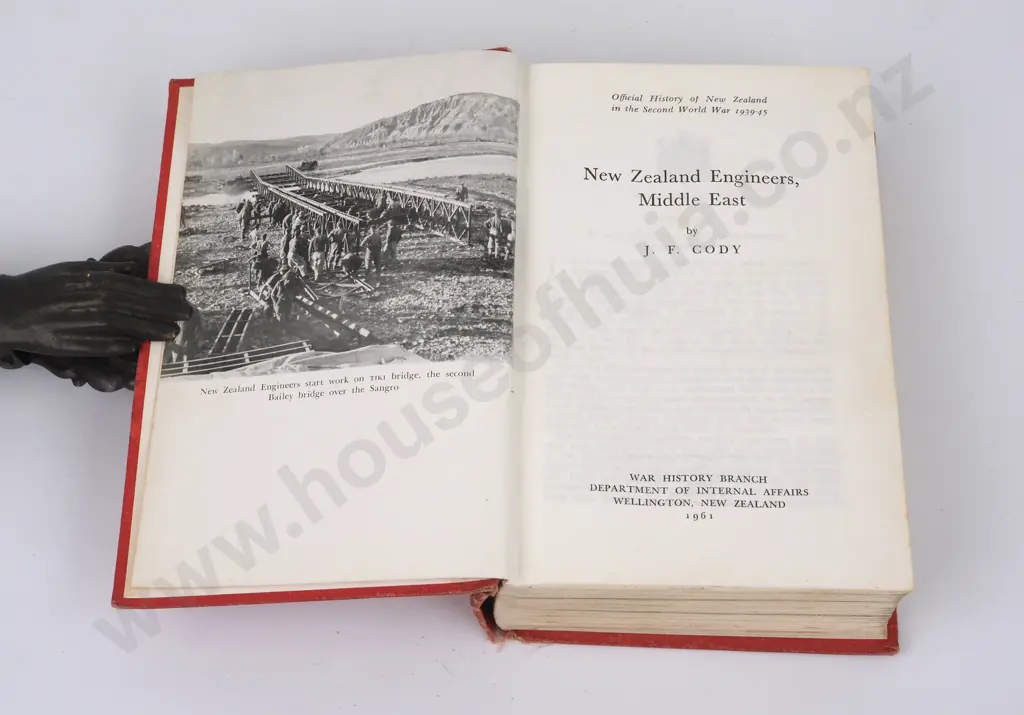 New Zealand Engineers start work on TIKI bridge, the second
Bailey bridge over the Sangro
Official History of New Zealand
in the Second World War 1939-45
New Zealand Engineers,
Middle East
by
J. F. CODY
WAR HISTORY BRANCH
DEPARTMENT OF INTERNAL AFFAIRS
WELLINGTON, NEW ZEALAND
1961
www.houseofhuia.co.nz